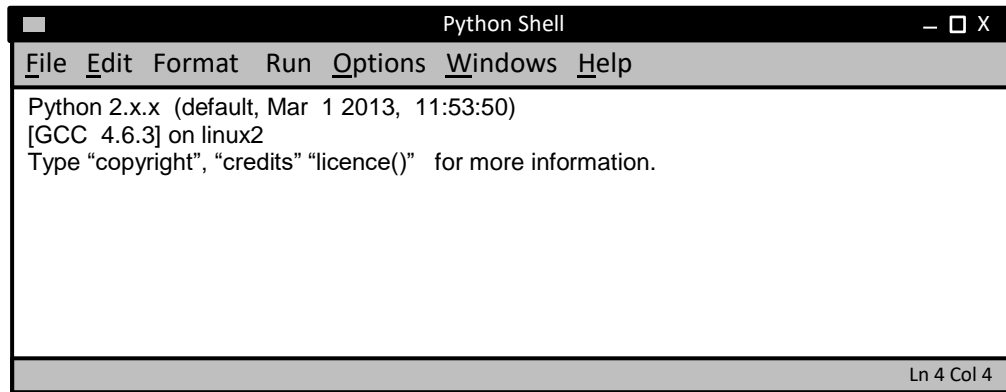 Python Shell
– X
File Edit Format Run Options Windows Help
Python 2.x.x (default, Mar 1 2013, 11:53:50)
[GCC 4.6.3] on linux2
Type “copyright”, “credits” “licence()” for more information.
Ln 4 Col 4